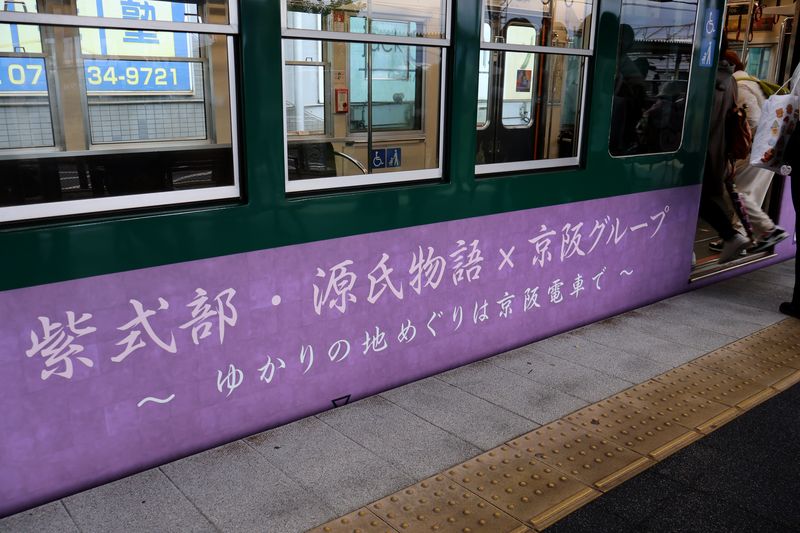 塾
07
34-9721
紫式部・源氏物語×京阪グループ
～ ゆかりの地めぐりは京阪電車で ～